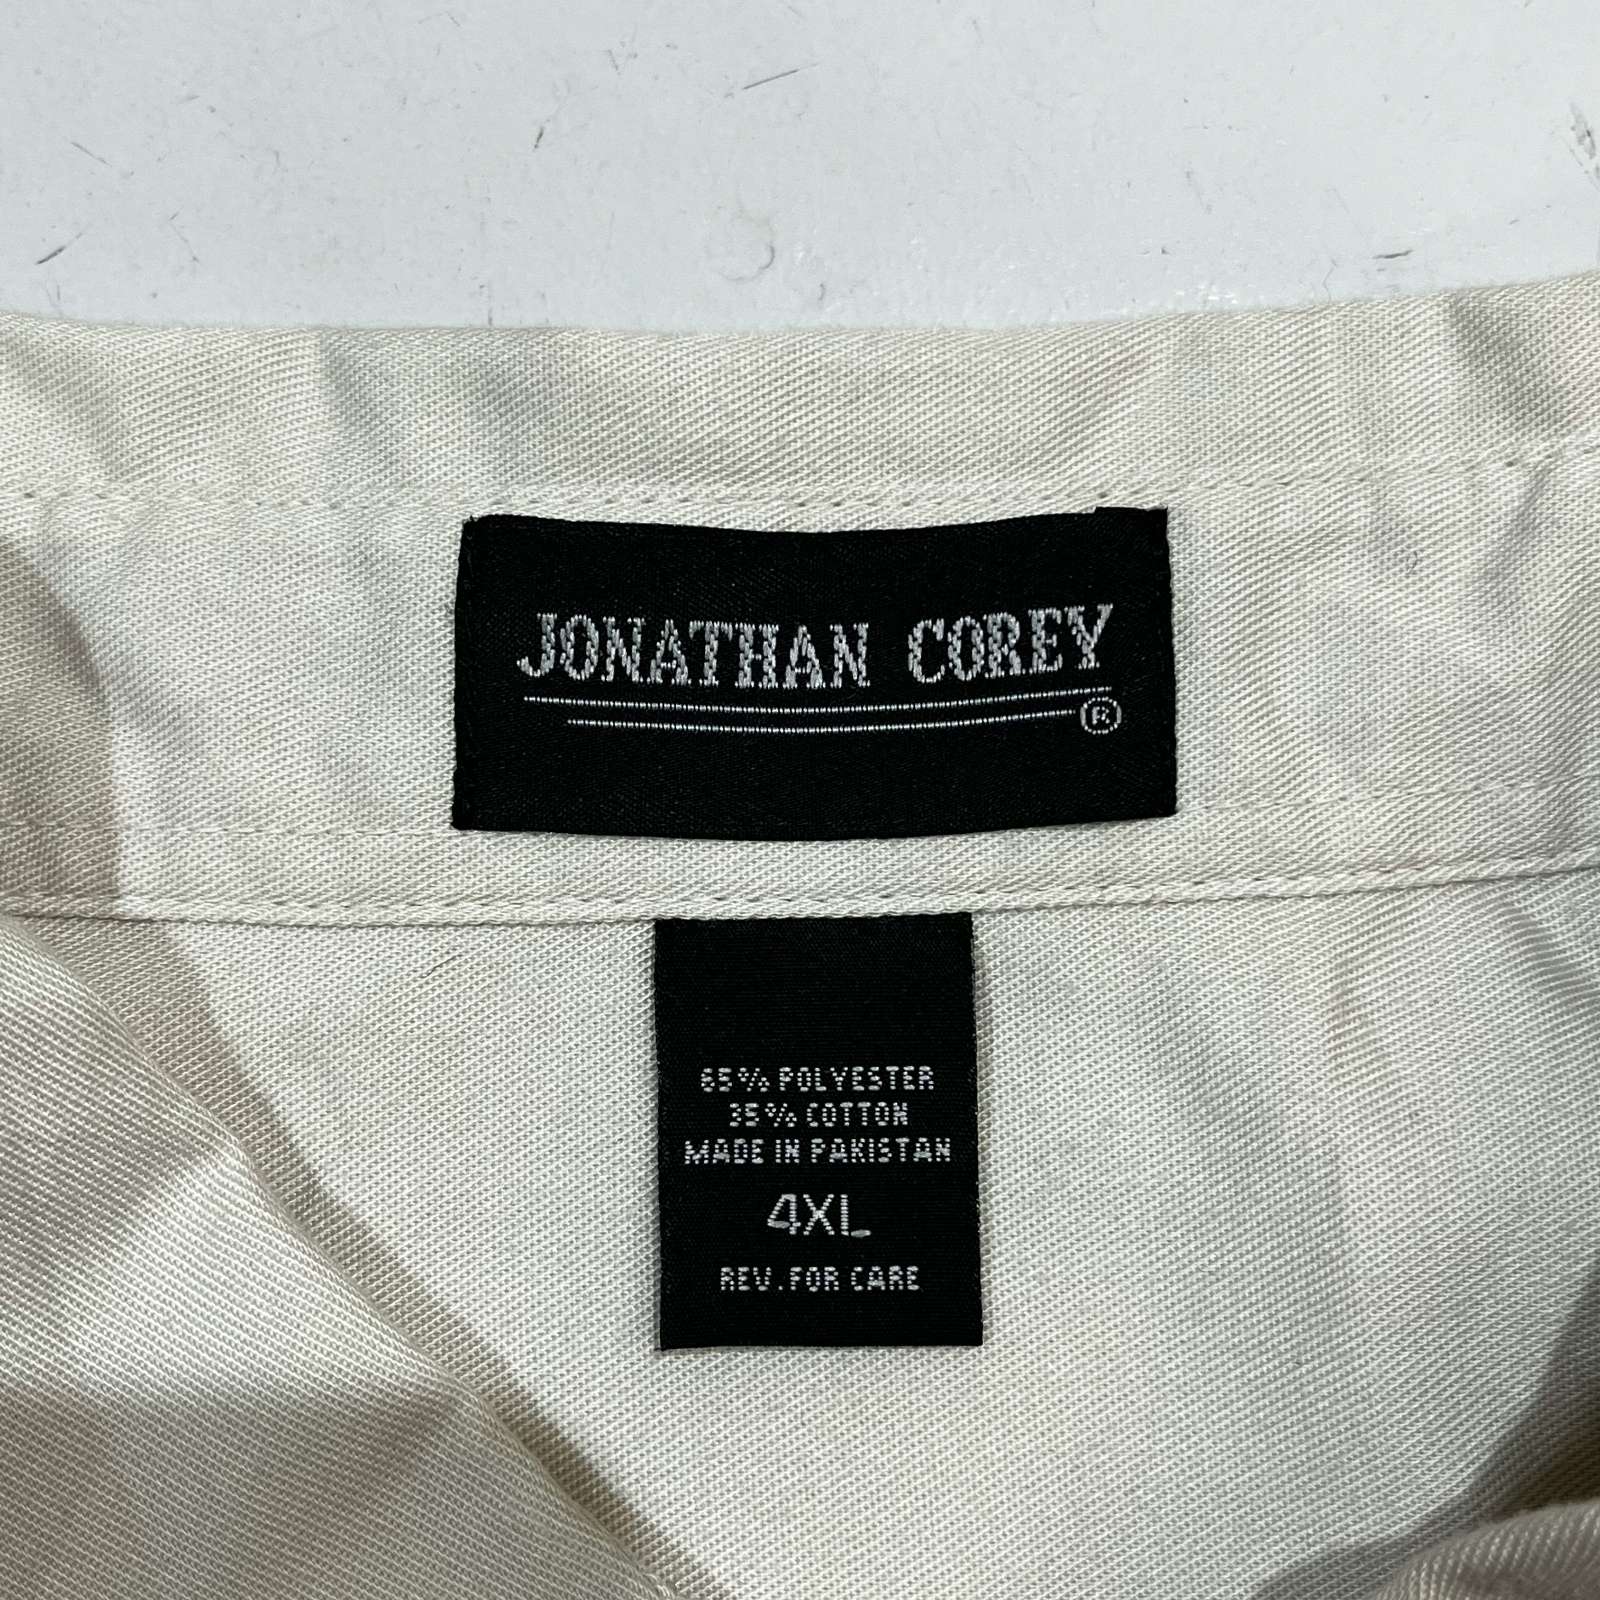 JONATHAN COREY
®
65% POLYESTER
35% COTTON
MADE IN PAKISTAN
4XL
REV. FOR CARE